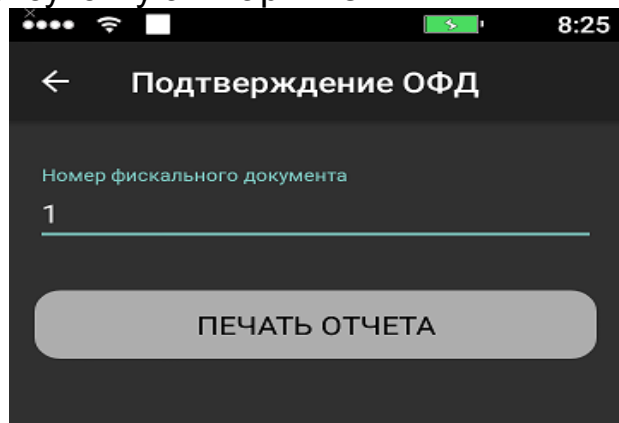 8:25
Подтверждение ОФД
Номер фискального документа
1
ПЕЧАТЬ ОТЧЕТА